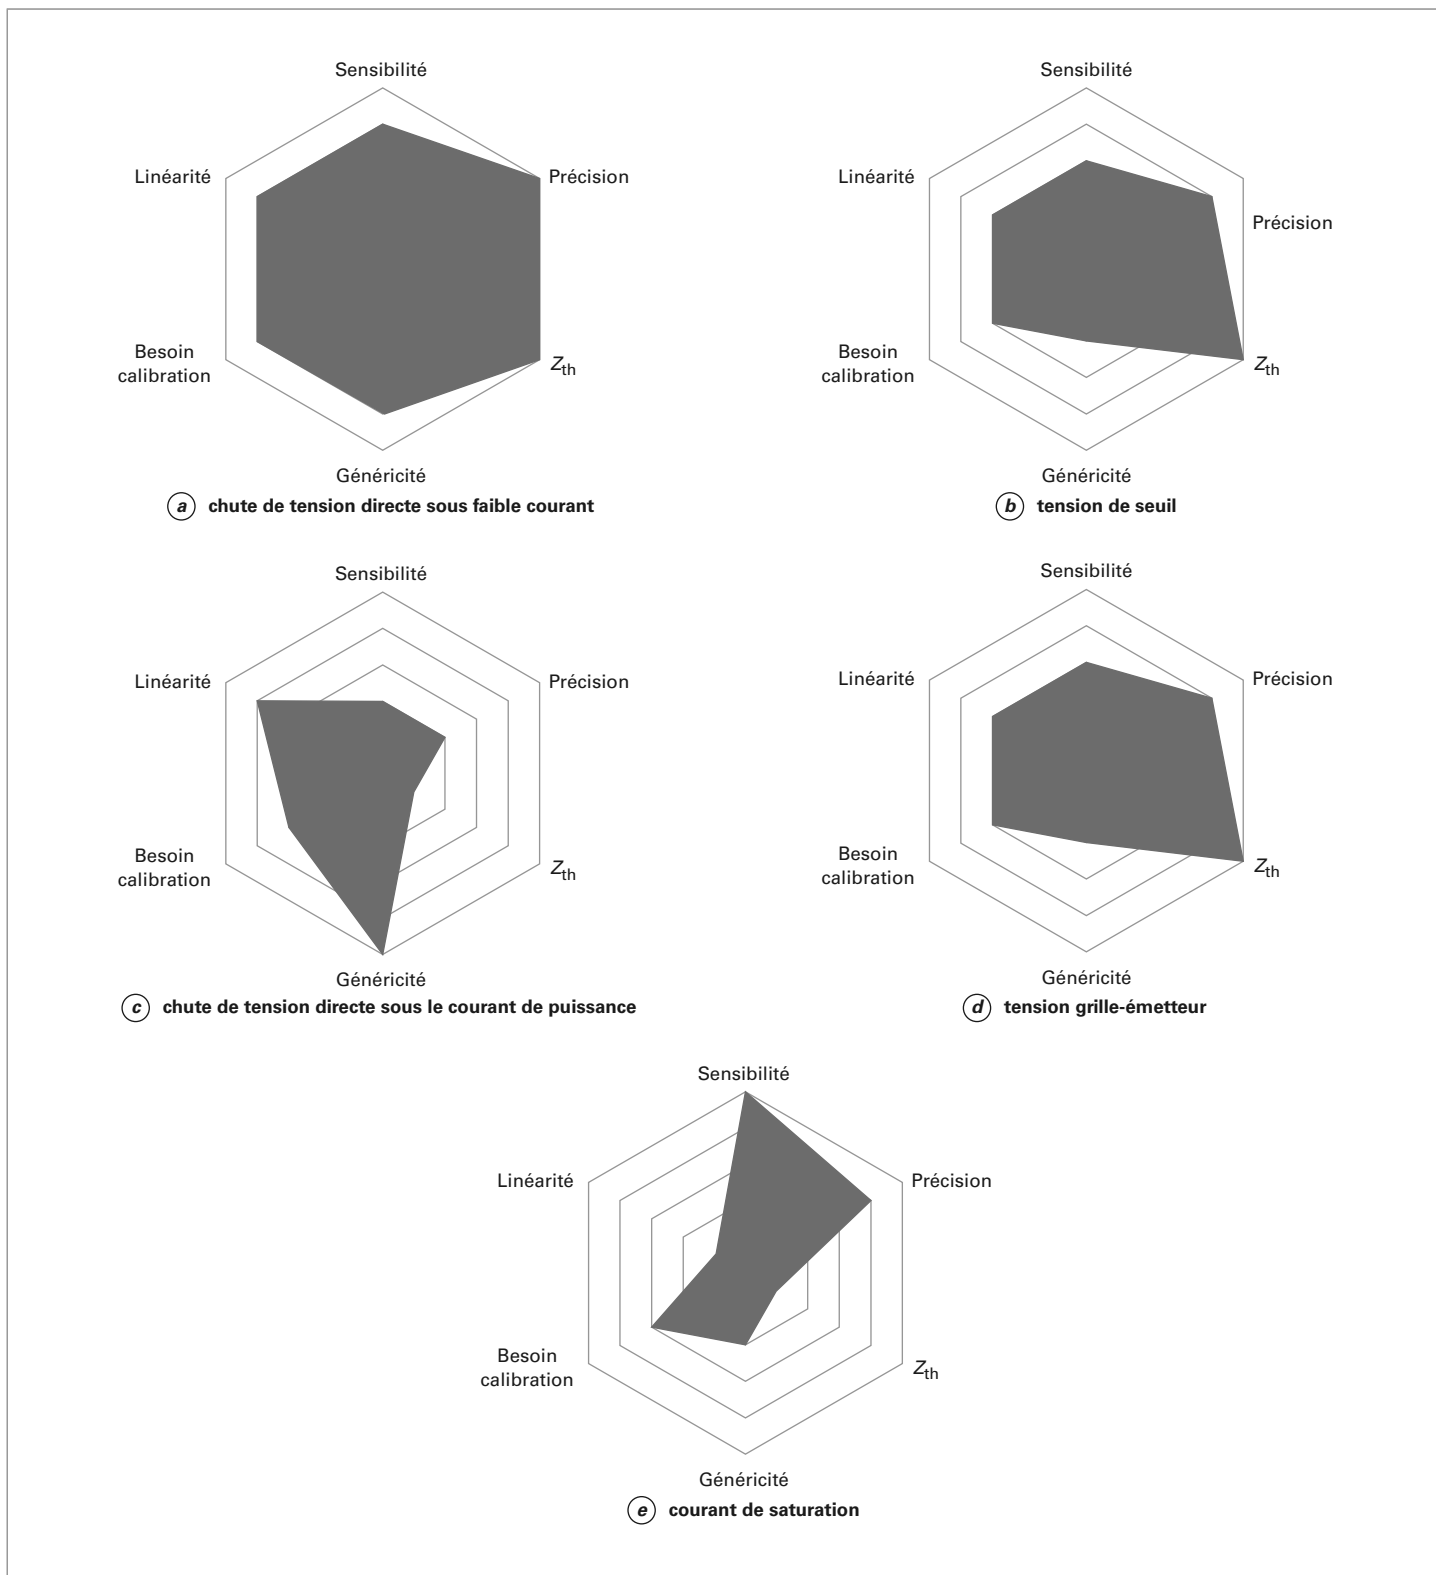 Sensibilité
Linéarité
Précision
Besoin
calibration
Zth
Généricité
a chute de tension directe sous faible courant
Sensibilité
Linéarité
Précision
Besoin
calibration
Zth
Généricité
b tension de seuil
Sensibilité
Linéarité
Précision
Besoin
calibration
Zth
Généricité
c chute de tension directe sous le courant de puissance
Sensibilité
Linéarité
Précision
Besoin
calibration
Zth
Généricité
d tension grille-émetteur
Sensibilité
Linéarité
Précision
Besoin
calibration
Zth
Généricité
e courant de saturation